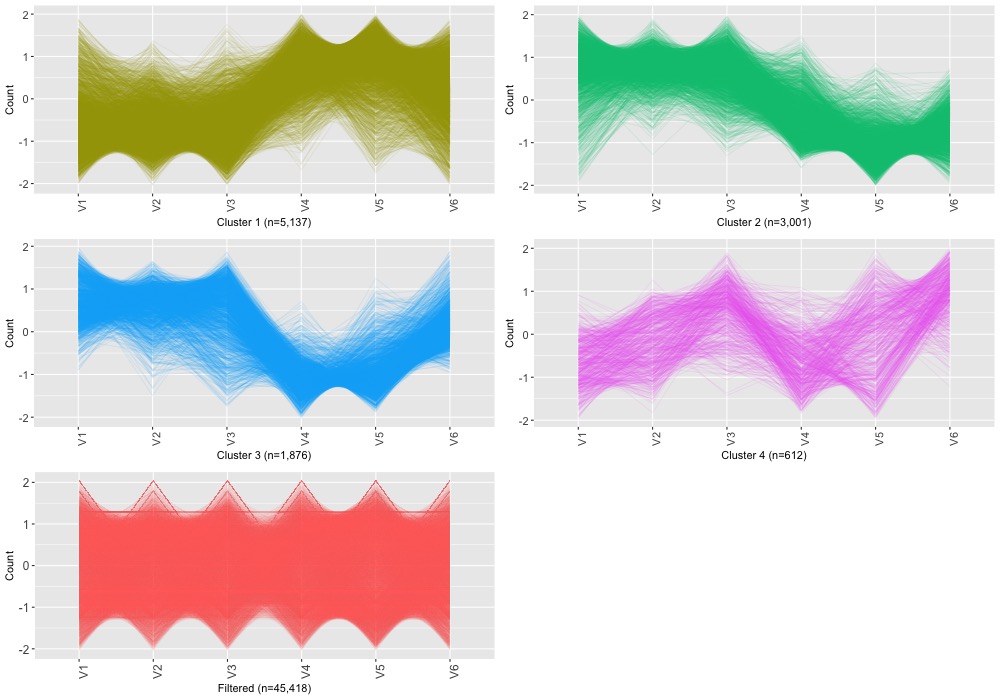 2
1
0
-1
-2
Count
V1 V2 V3 V4 V5 V6
Cluster 1 (n=5,137)
2
1
0
-1
-2
Count
V1 V2 V3 V4 V5 V6
Cluster 2 (n=3,001)
2
1
0
-1
-2
Count
V1 V2 V3 V4 V5 V6
Cluster 3 (n=1,876)
2
1
0
-1
-2
Count
V1 V2 V3 V4 V5 V6
Cluster 4 (n=612)
2
1
0
-1
-2
Count
V1 V2 V3 V4 V5 V6
Filtered (n=45,418)